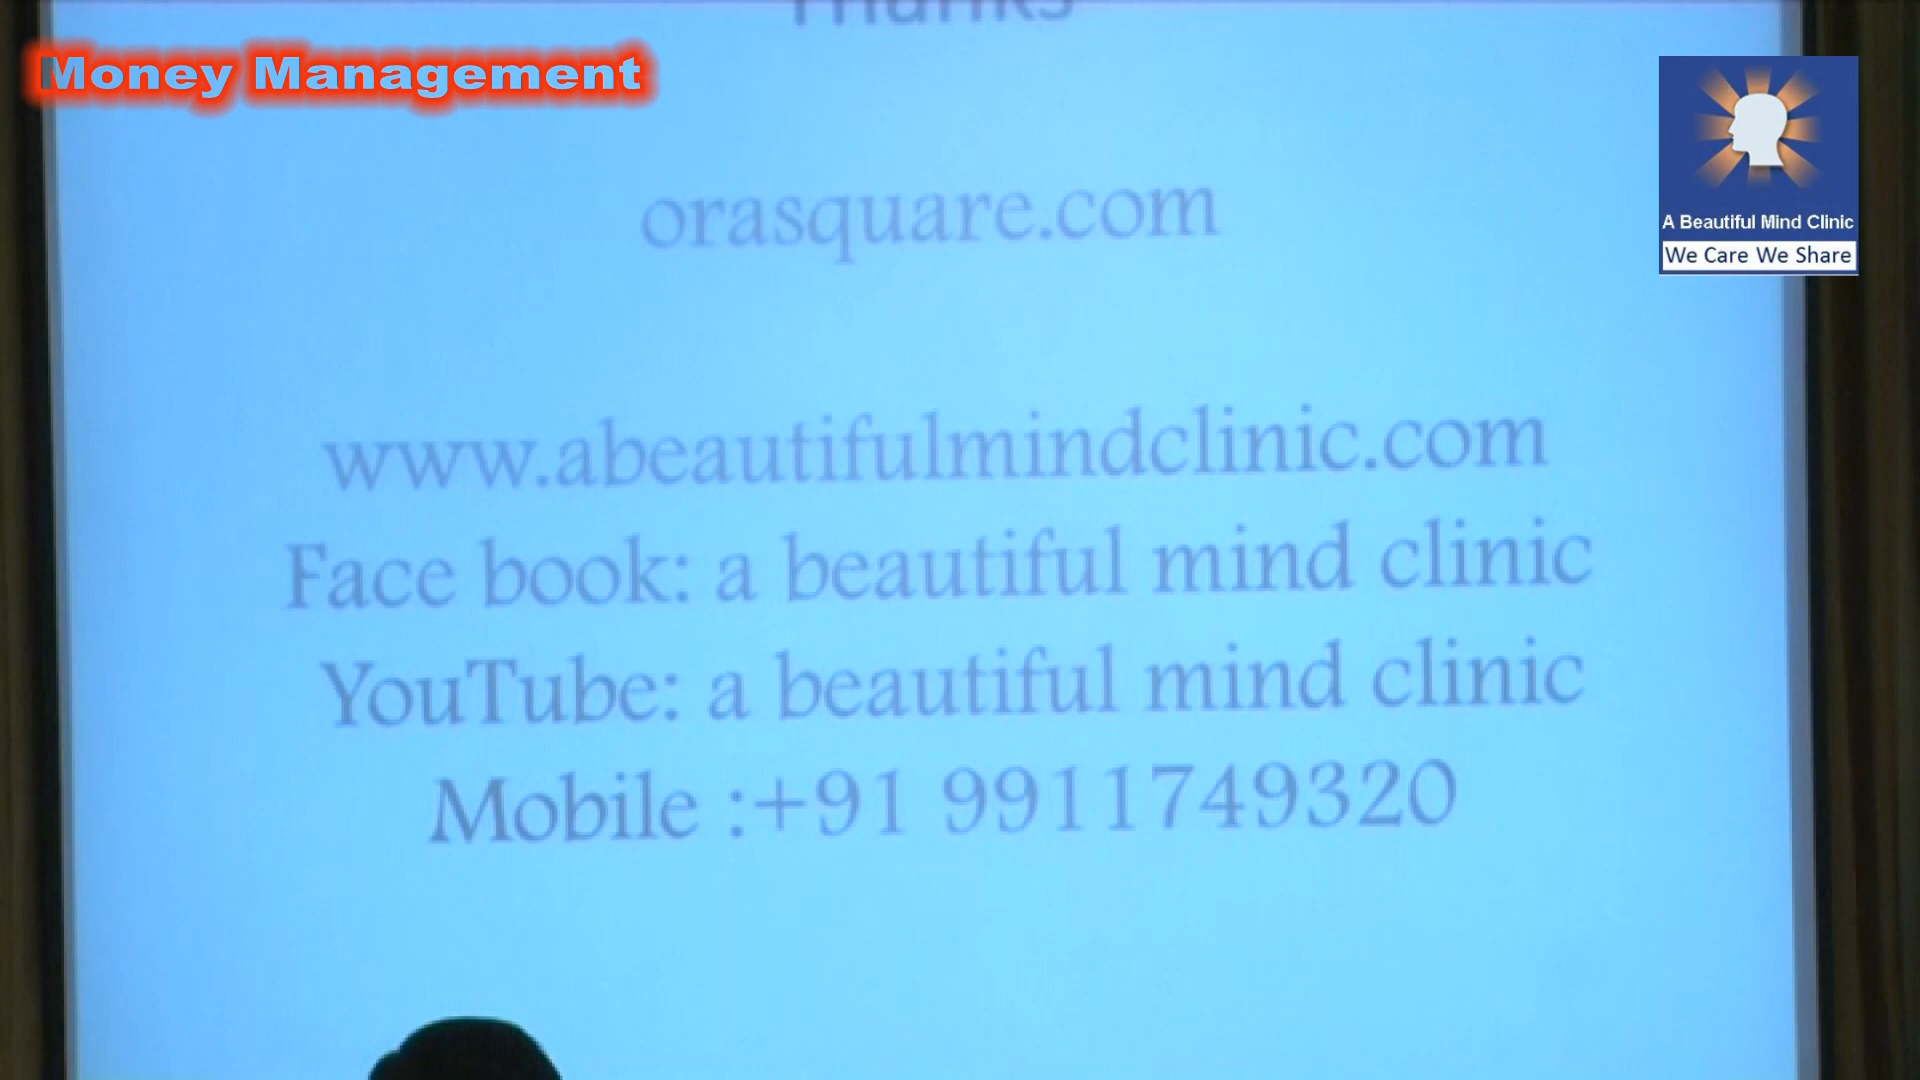 Thanks
Money Management
orasquare.com
A Beautiful Mind Clinic
We Care We Share
www.abeautifulmindclinic.com
Face book: a beautiful mind clinic
YouTube: a beautiful mind clinic
Mobile :+91 9911749320